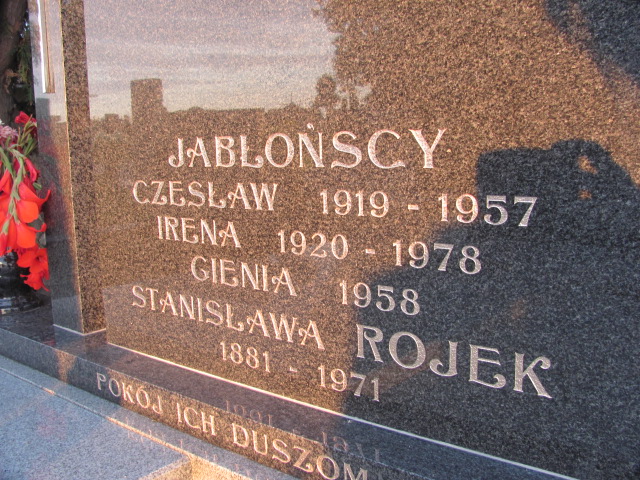 JABŁOŃSCY
CZESŁAW 1919 - 1957
IRENA 1920 - 1978
GIENIA 1958
STANISŁAWA ROJEK
1881 - 1971
POKÓJ ICH DUSZOM